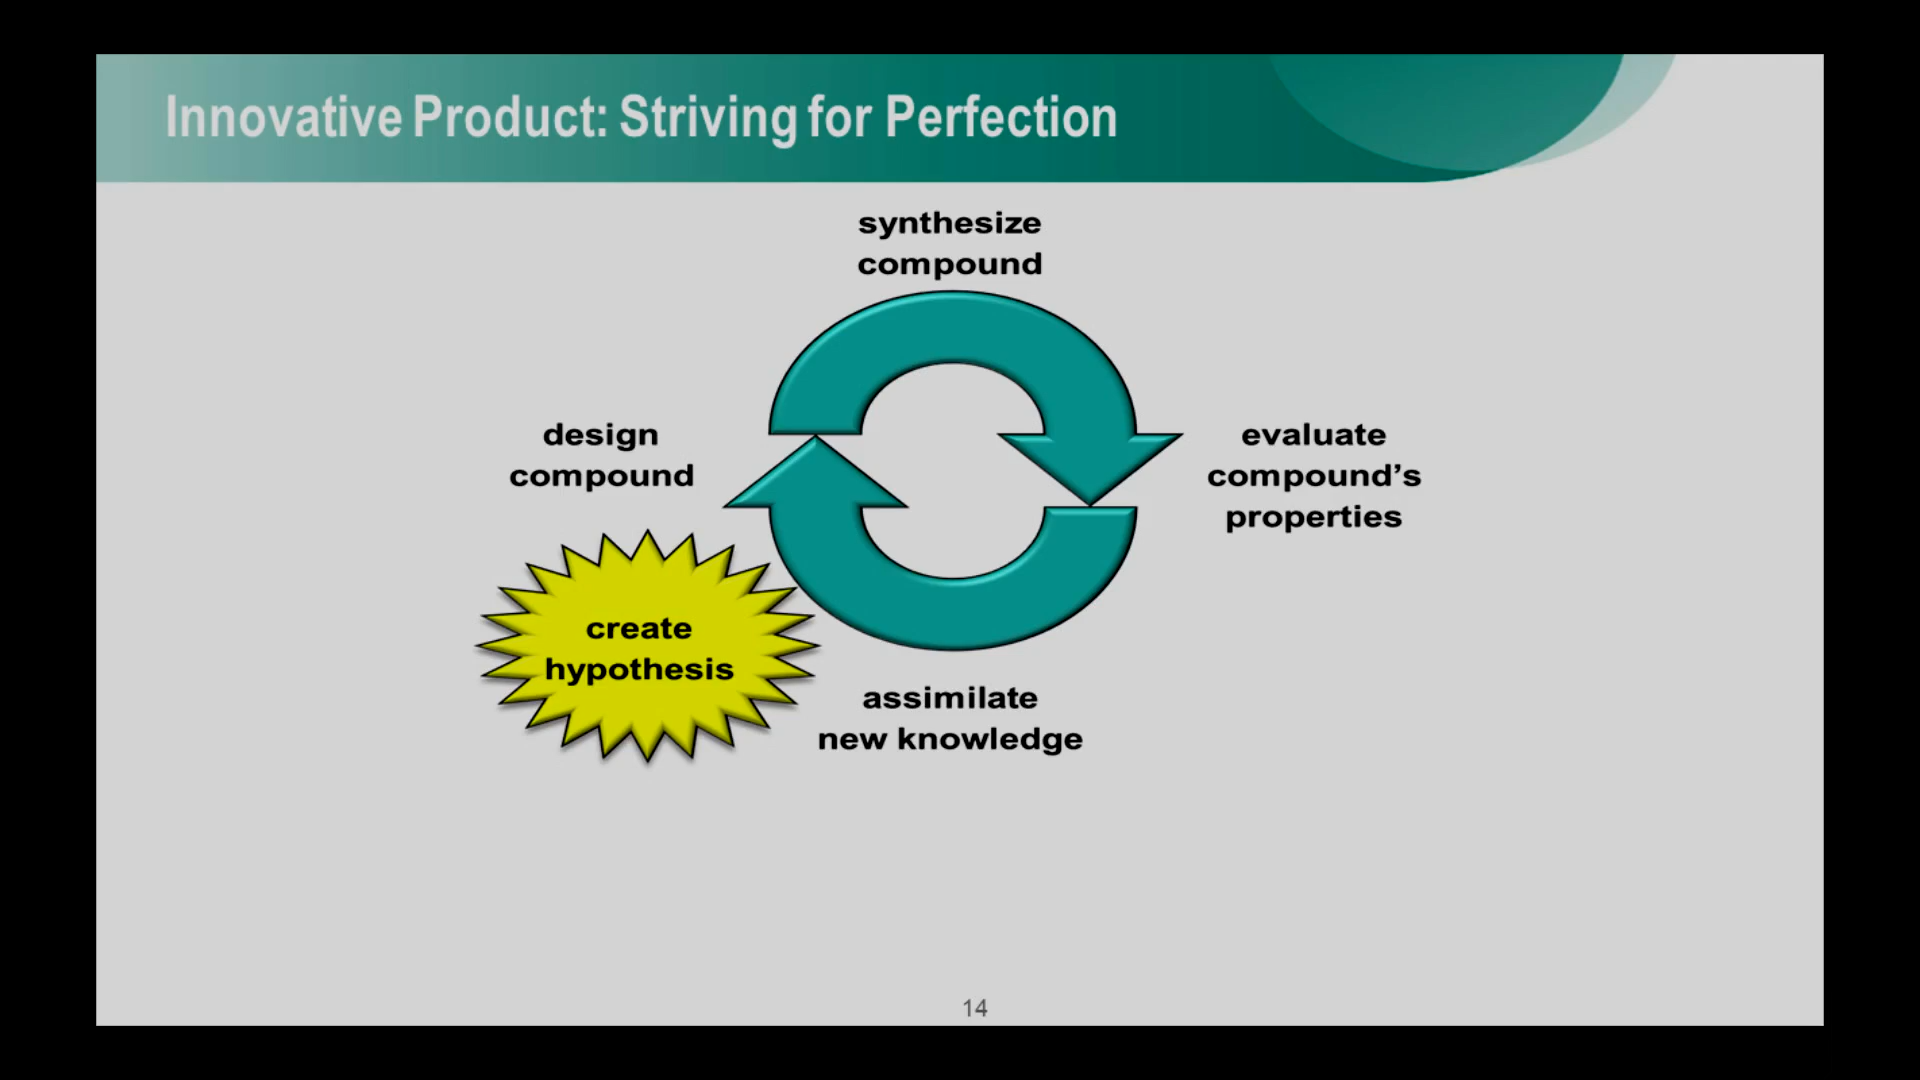 Innovative Product: Striving for Perfection
synthesize
compound
design
compound
evaluate
compound’s
properties
create
hypothesis
assimilate
new knowledge
14